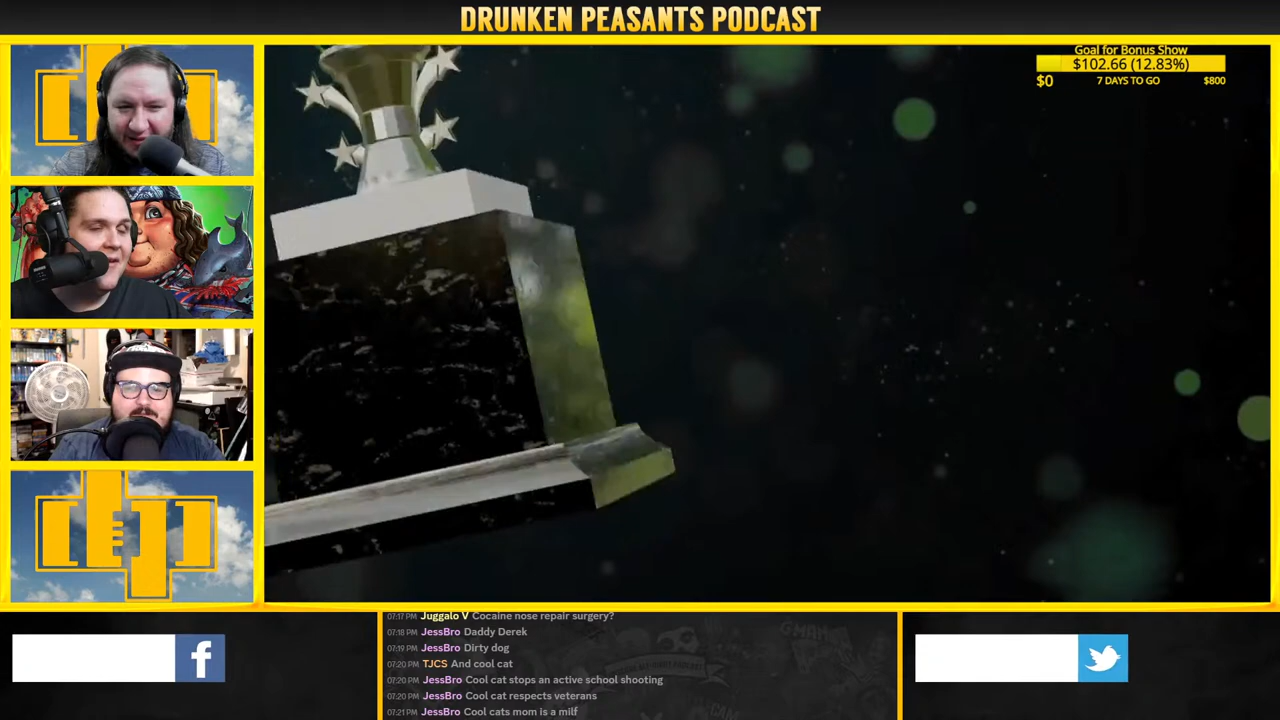 DRUNKEN PEASANTS PODCAST
Goal for Bonus Show
$102.66 (12.83%)
$0 7 DAYS TO GO $800
07:17 PM Juggalo V Cocaine nose repair surgery?
07:18 PM JessBro Daddy Derek
07:19 PM JessBro Dirty dog
07:20 PM TJCS And cool cat
07:20 PM JessBro Cool cat stops an active school shooting
07:20 PM JessBro Cool cat respects veterans
07:21 PM JessBro Cool cats mom is a milf